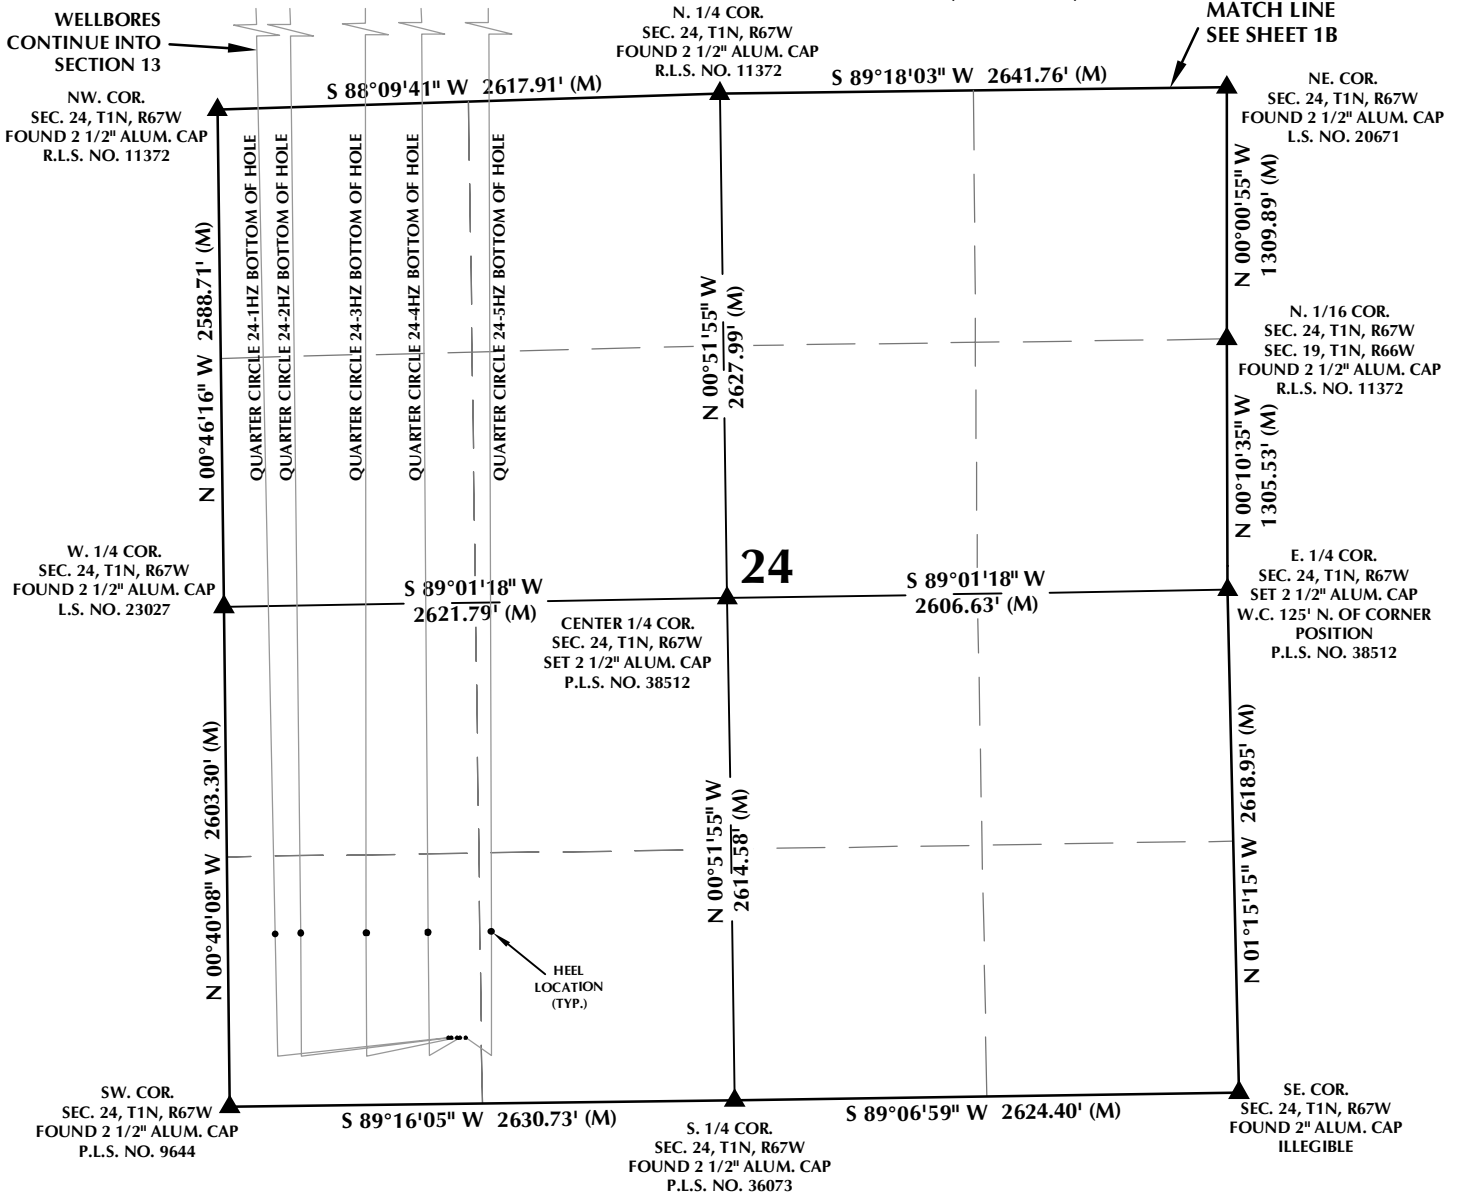 WELLBORES
CONTINUE INTO
SECTION 13
N. 1/4 COR.
SEC. 24, T1N, R67W
FOUND 2 1/2" ALUM. CAP
R.L.S. NO. 11372
MATCH LINE
SEE SHEET 1B
NW. COR.
SEC. 24, T1N, R67W
FOUND 2 1/2" ALUM. CAP
R.L.S. NO. 11372
S 88°09'41" W 2617.91' (M)
S 89°18'03" W 2641.76' (M)
NE. COR.
SEC. 24, T1N, R67W
FOUND 2 1/2" ALUM. CAP
L.S. NO. 20671
QUARTER CIRCLE 24-1HZ BOTTOM OF HOLE
QUARTER CIRCLE 24-2HZ BOTTOM OF HOLE
QUARTER CIRCLE 24-3HZ BOTTOM OF HOLE
QUARTER CIRCLE 24-4HZ BOTTOM OF HOLE
QUARTER CIRCLE 24-5HZ BOTTOM OF HOLE
N 00°46'16" W 2588.71' (M)
N 00°51'55" W
2627.99' (M)
N 00°00'55" W
1309.89' (M)
N. 1/16 COR.
SEC. 24, T1N, R67W
SEC. 19, T1N, R66W
FOUND 2 1/2" ALUM. CAP
R.L.S. NO. 11372
N 00°10'35" W
1305.53' (M)
W. 1/4 COR.
SEC. 24, T1N, R67W
FOUND 2 1/2" ALUM. CAP
L.S. NO. 23027
S 89°01'18" W
2621.79' (M)
24
S 89°01'18" W
2606.63' (M)
CENTER 1/4 COR.
SEC. 24, T1N, R67W
SET 2 1/2" ALUM. CAP
P.L.S. NO. 38512
E. 1/4 COR.
SEC. 24, T1N, R67W
SET 2 1/2" ALUM. CAP
W.C. 125' N. OF CORNER
POSITION
P.L.S. NO. 38512
N 00°40'08" W 2603.30' (M)
N 00°51'55" W
2614.58' (M)
N 01°15'15" W 2618.95' (M)
HEEL
LOCATION
(TYP.)
SW. COR.
SEC. 24, T1N, R67W
FOUND 2 1/2" ALUM. CAP
P.L.S. NO. 9644
S 89°16'05" W 2630.73' (M)
S. 1/4 COR.
SEC. 24, T1N, R67W
FOUND 2 1/2" ALUM. CAP
P.L.S. NO. 36073
S 89°06'59" W 2624.40' (M)
SE. COR.
SEC. 24, T1N, R67W
FOUND 2" ALUM. CAP
ILLEGIBLE